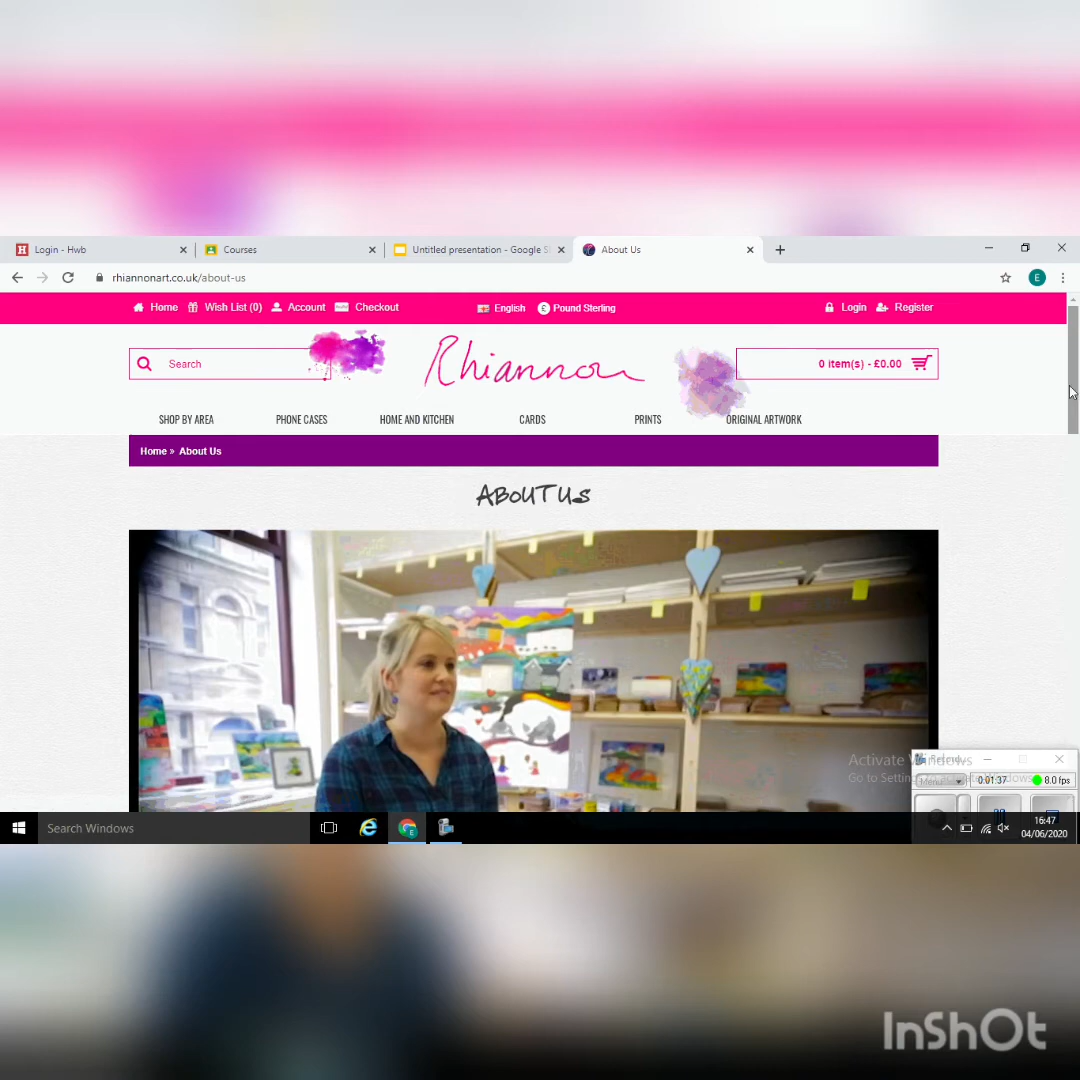 Login - Hwb
Courses
Untitled presentation - Google S
About Us
rhiannonart.co.uk/about-us
E
Home Wish List (0) Account Checkout English £ Pound Sterling Login Register
Search
Rhiannon
0 item(s) - £0.00
SHOP BY AREA PHONE CASES HOME AND KITCHEN CARDS PRINTS ORIGINAL ARTWORK
Home » About Us
ABOUT US
Activate Windows
Go to Settings
0:01:37
8.0 fps
Search Windows
16:47
04/06/2020
InShOt